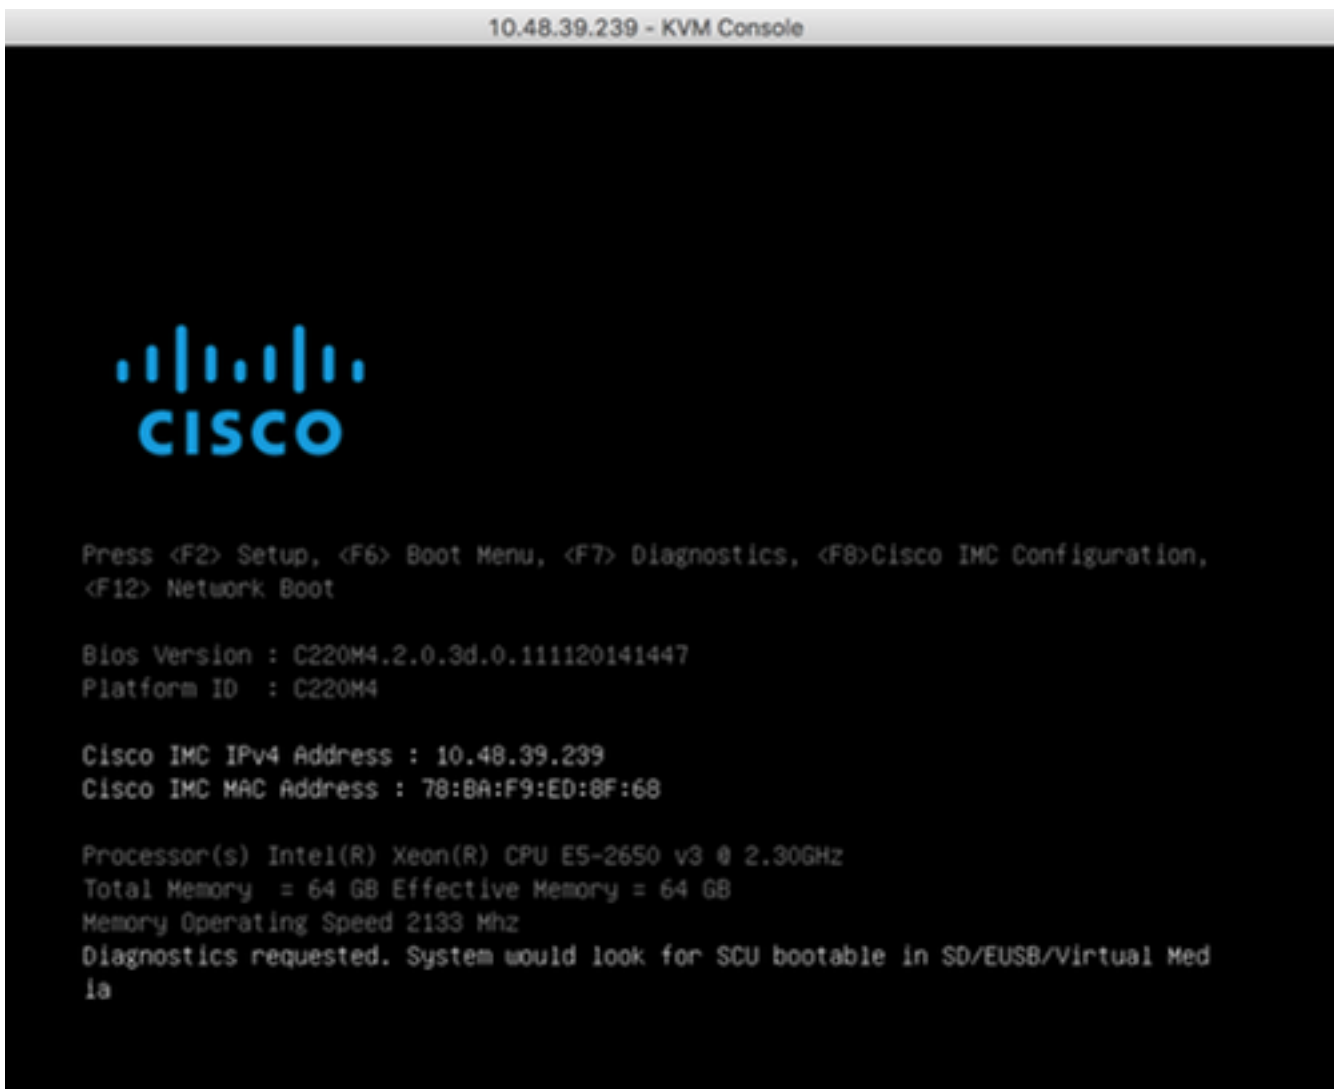 10.48.39.239 - KVM Console
CISCO
Press <F2> Setup, <F6> Boot Menu, <F7> Diagnostics, <F8>Cisco IMC Configuration,
<F12> Network Boot
Bios Version : C220M4.2.0.3d.0.111120141447
Platform ID : C220M4
Cisco IMC IPv4 Address : 10.48.39.239
Cisco IMC MAC Address : 78:BA:F9:ED:8F:68
Processor(s) Intel(R) Xeon(R) CPU E5-2650 v3 @ 2.30GHz
Total Memory = 64 GB Effective Memory = 64 GB
Memory Operating Speed 2133 Mhz
Diagnostics requested. System would look for SCU bootable in SD/EUSB/Virtual Med
ia